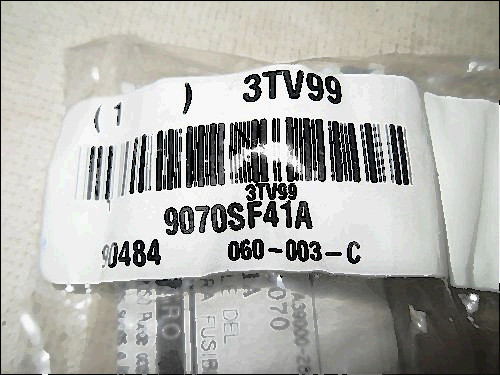 ( 1 ) 3TV99
3TV99
9070SF41A
90484 060-003-C
DEL
FUSIB
070